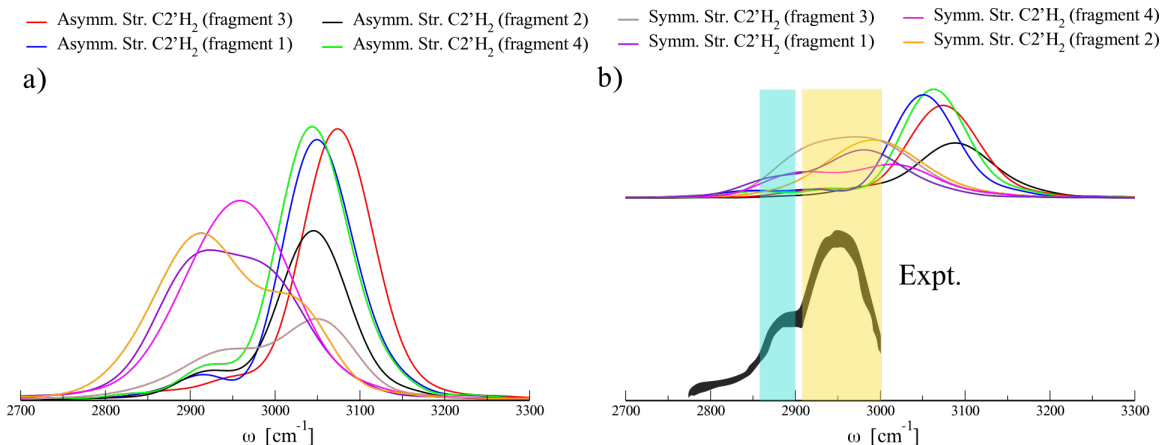 Asymm. Str. C2'H2 (fragment 3) Asymm. Str. C2'H2 (fragment 2) Symm. Str. C2'H2 (fragment 3) Symm. Str. C2'H2 (fragment 4)
Asymm. Str. C2'H2 (fragment 1) Asymm. Str. C2'H2 (fragment 4) Symm. Str. C2'H2 (fragment 1) Symm. Str. C2'H2 (fragment 2)
a) b)
Expt.
2700 2800 2900 3000 3100 3200 3300 2700 2800 2900 3000 3100 3200 3300
ω [cm-1] ω [cm-1]